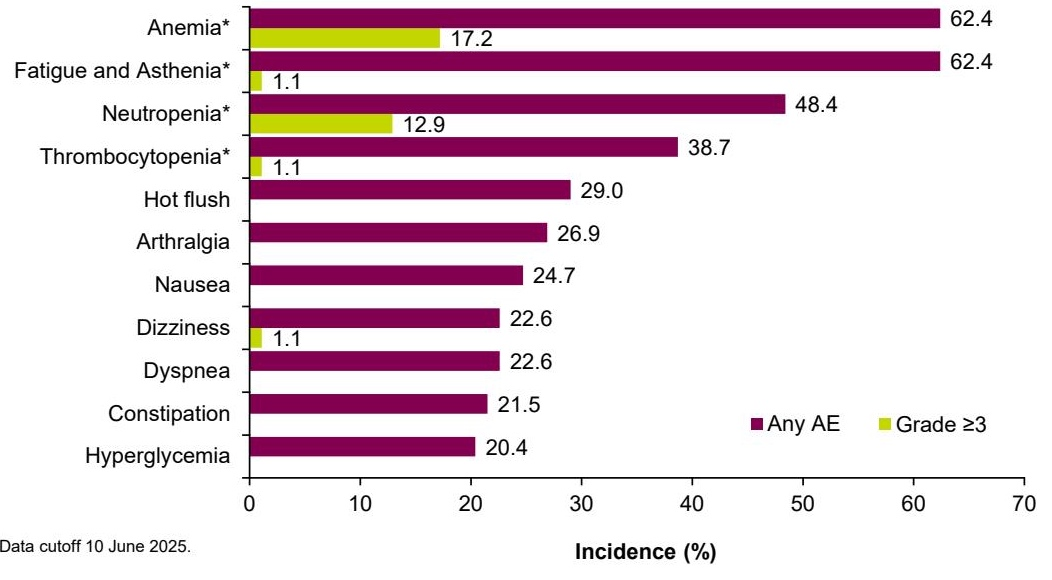 Anemia* 62.4
17.2
Fatigue and Asthenia* 62.4
1.1
Neutropenia* 48.4
12.9
Thrombocytopenia* 38.7
1.1
Hot flush 29.0
Arthralgia 26.9
Nausea 24.7
Dizziness 22.6
1.1
Dyspnea 22.6
Constipation 21.5
Any AE Grade ≥3
Hyperglycemia 20.4
0 10 20 30 40 50 60 70
Data cutoff 10 June 2025.
Incidence (%)